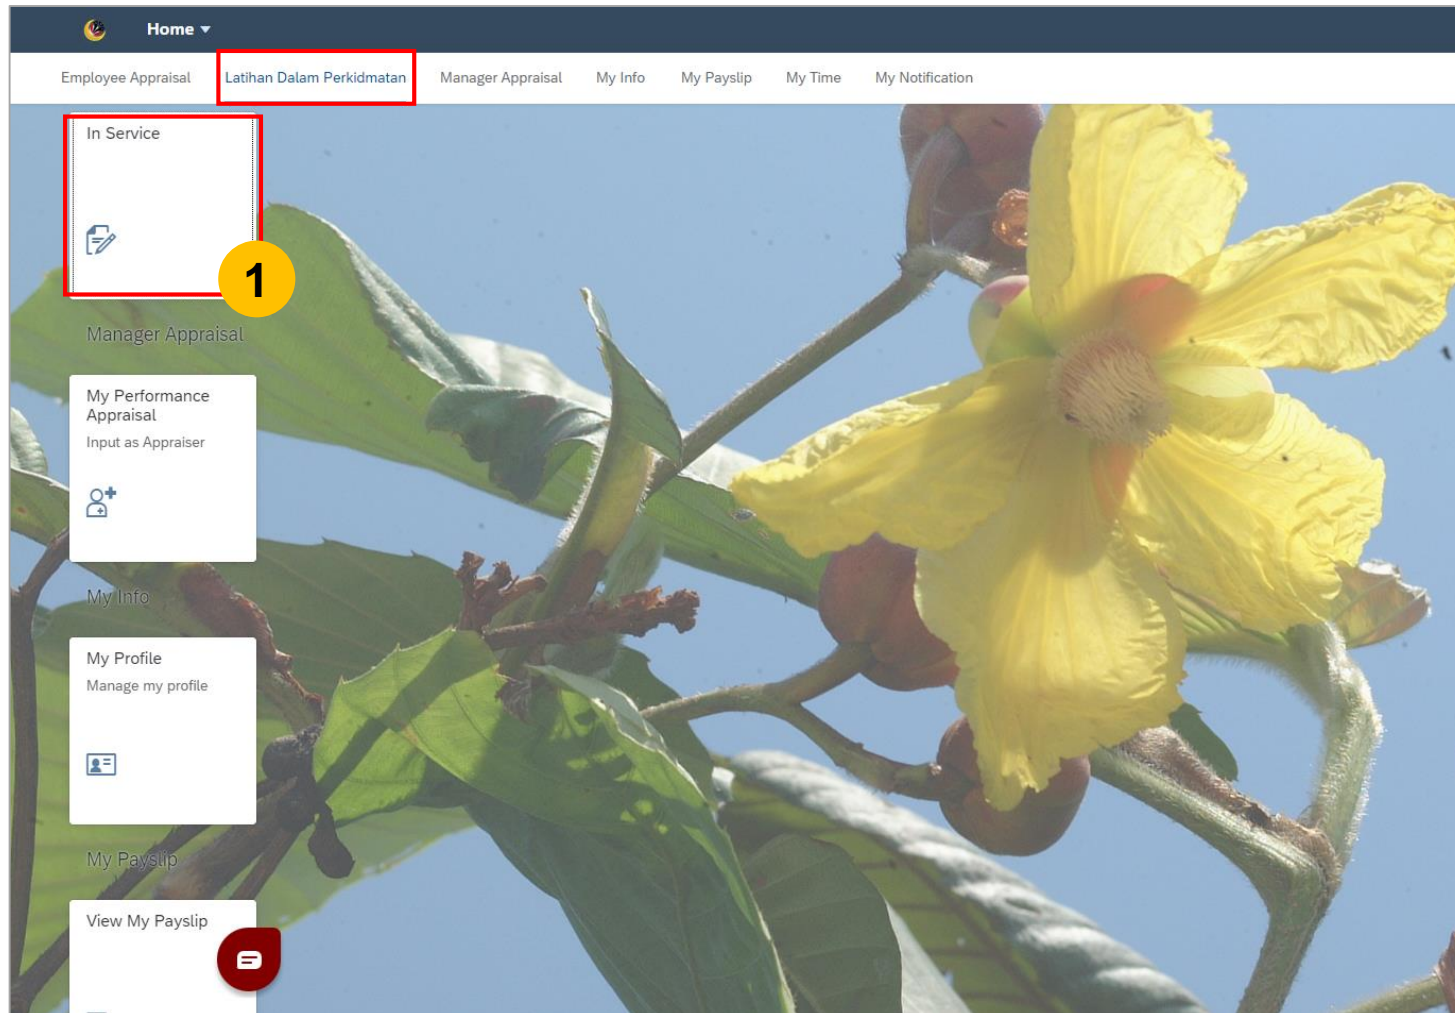 Home
Employee Appraisal
Latihan Dalam Perkidmatan
Manager Appraisal
My Info
My Payslip
My Time
My Notification
In Service
1
Manager Appraisal
My Performance
Appraisal
Input as Appraiser
My Info
My Profile
Manage my profile
My Payslip
View My Payslip